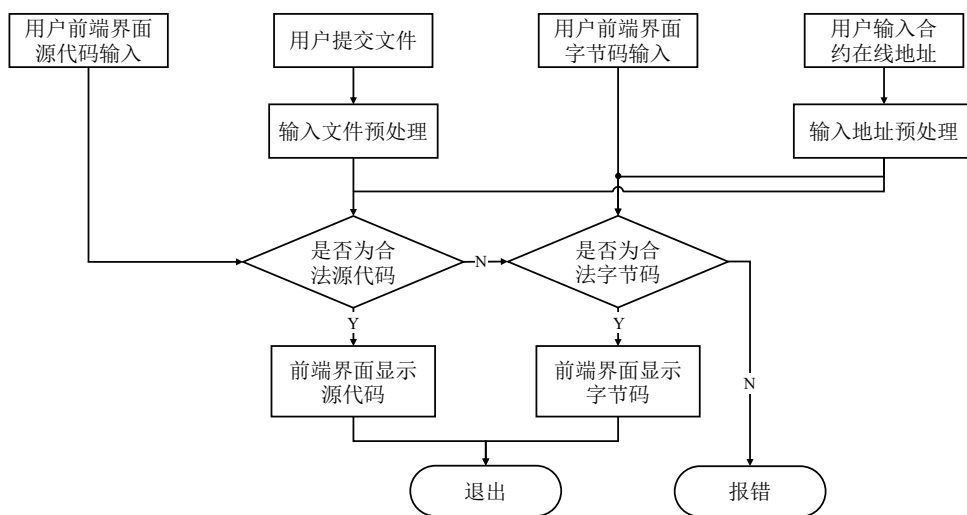 用户前端界面
源代码输入
用户提交文件
用户前端界面
字节码输入
用户输入合
约在线地址
输入文件预处理
输入地址预处理
是否为合
法源代码
N
是否为合
法字节码
Y
Y
N
前端界面显示
源代码
前端界面显示
字节码
退出
报错